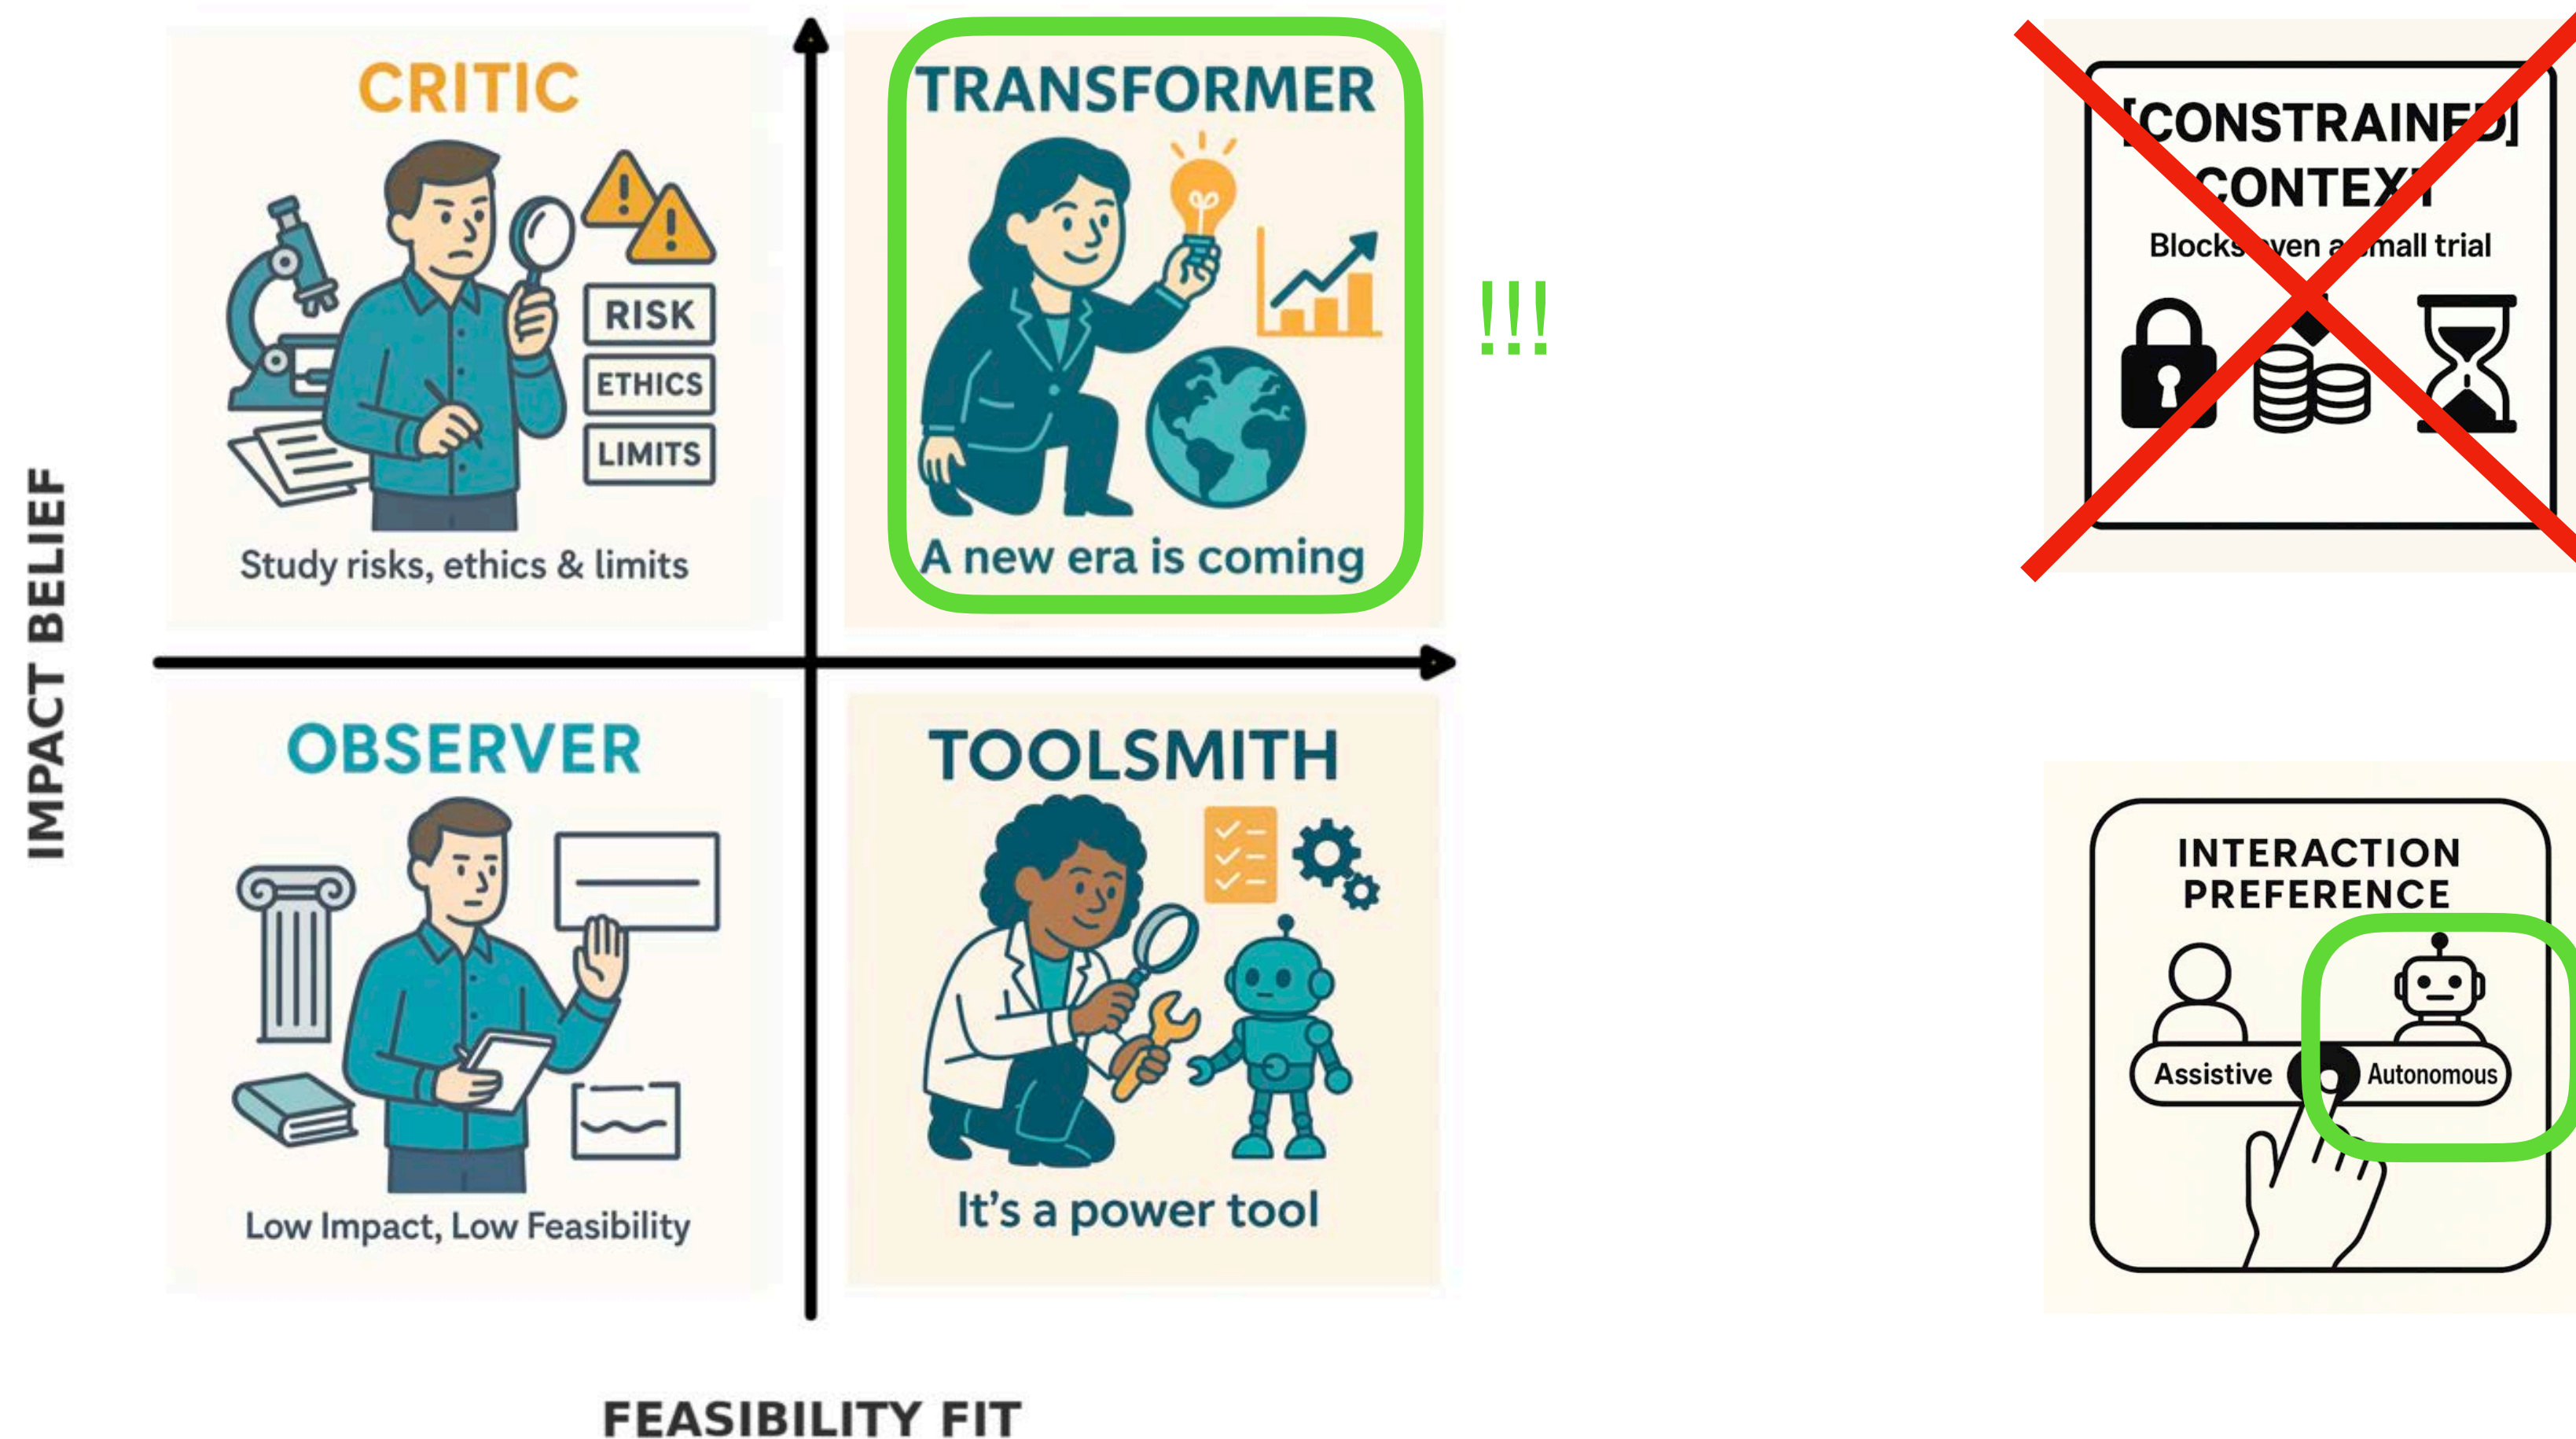 CRITIC
RISK
ETHICS
LIMITS
Study risks, ethics & limits
TRANSFORMER
A new era is coming
!!!
[CONSTRAINED]
CONTEXT
Blocks even a small trial
IMPACT BELIEF
OBSERVER
Low Impact, Low Feasibility
TOOLSMITH
It's a power tool
INTERACTION
PREFERENCE
Assistive
Autonomous
FEASIBILITY FIT